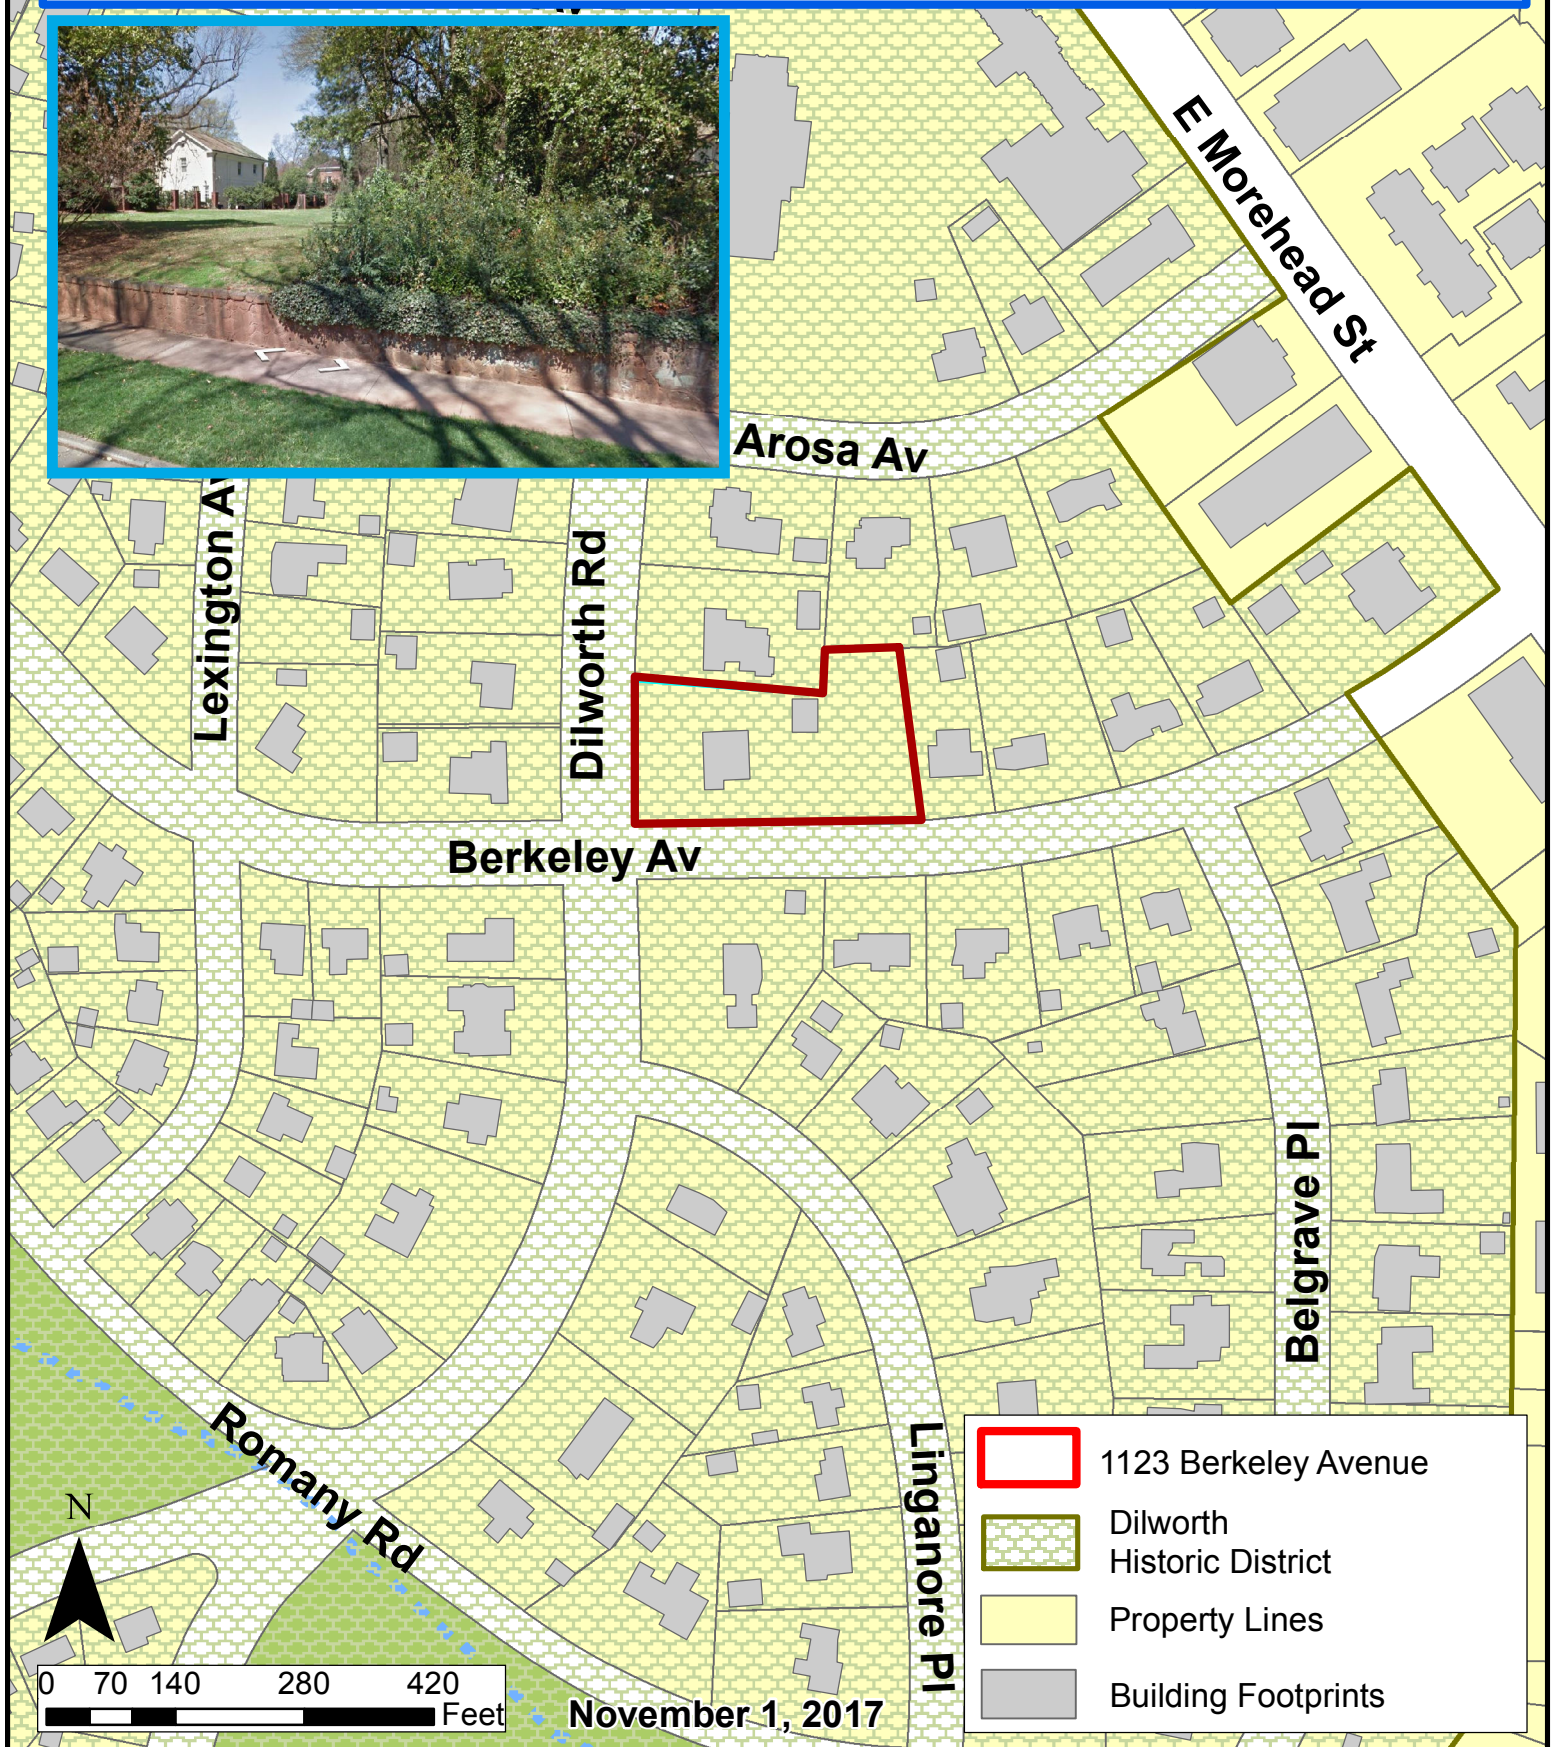 E Morehead St
Arosa Av
Lexington Av
Dilworth Rd
Berkeley Av
Belgrave Pl
Linganore Pl
Romany Rd
N
0 70 140 280 420
Feet
November 1, 2017
1123 Berkeley Avenue
Dilworth
Historic District
Property Lines
Building Footprints